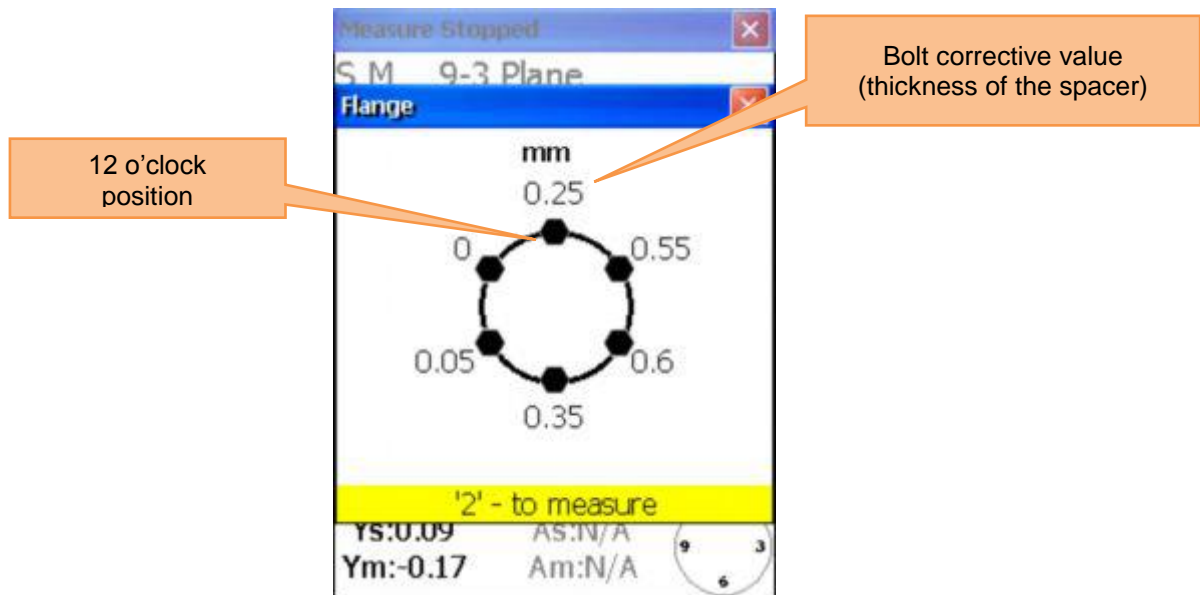 Measure Stopped
S M 9-3 Plane
Flange
Bolt corrective value
(thickness of the spacer)
12 o’clock
position
mm
0.25
0
0.55
0.05
0.6
0.35
'2' - to measure
Ys:0.09 As:N/A
Ym:-0.17 Am:N/A
9 3
6